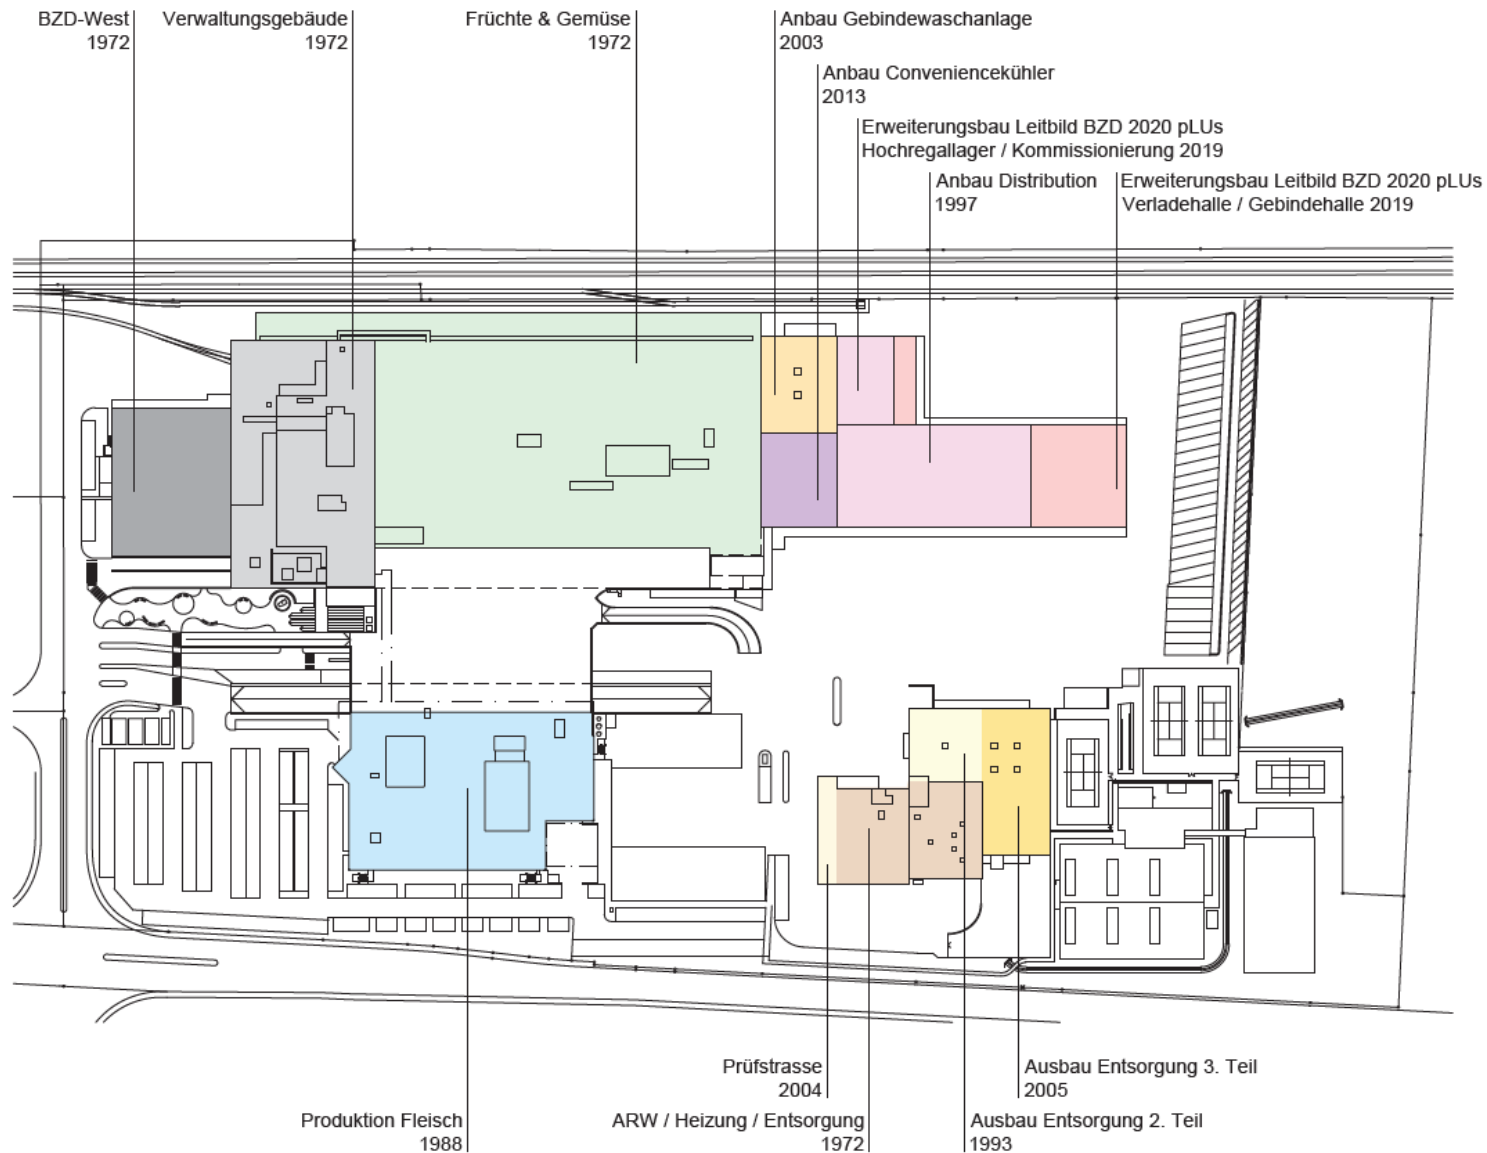 BZD-West
1972
Verwaltungsgebäude
1972
Früchte & Gemüse
1972
Anbau Gebindewaschanlage
2003
Anbau Conveniencekühler
2013
Erweiterungsbau Leitbild BZD 2020 pLUs
Hochregallager / Kommissionierung 2019
Anbau Distribution
1997
Erweiterungsbau Leitbild BZD 2020 pLUs
Verladehalle / Gebindehalle 2019
Prüfstrasse
2004
Ausbau Entsorgung 3. Teil
2005
Produktion Fleisch
1988
ARW / Heizung / Entsorgung
1972
Ausbau Entsorgung 2. Teil
1993